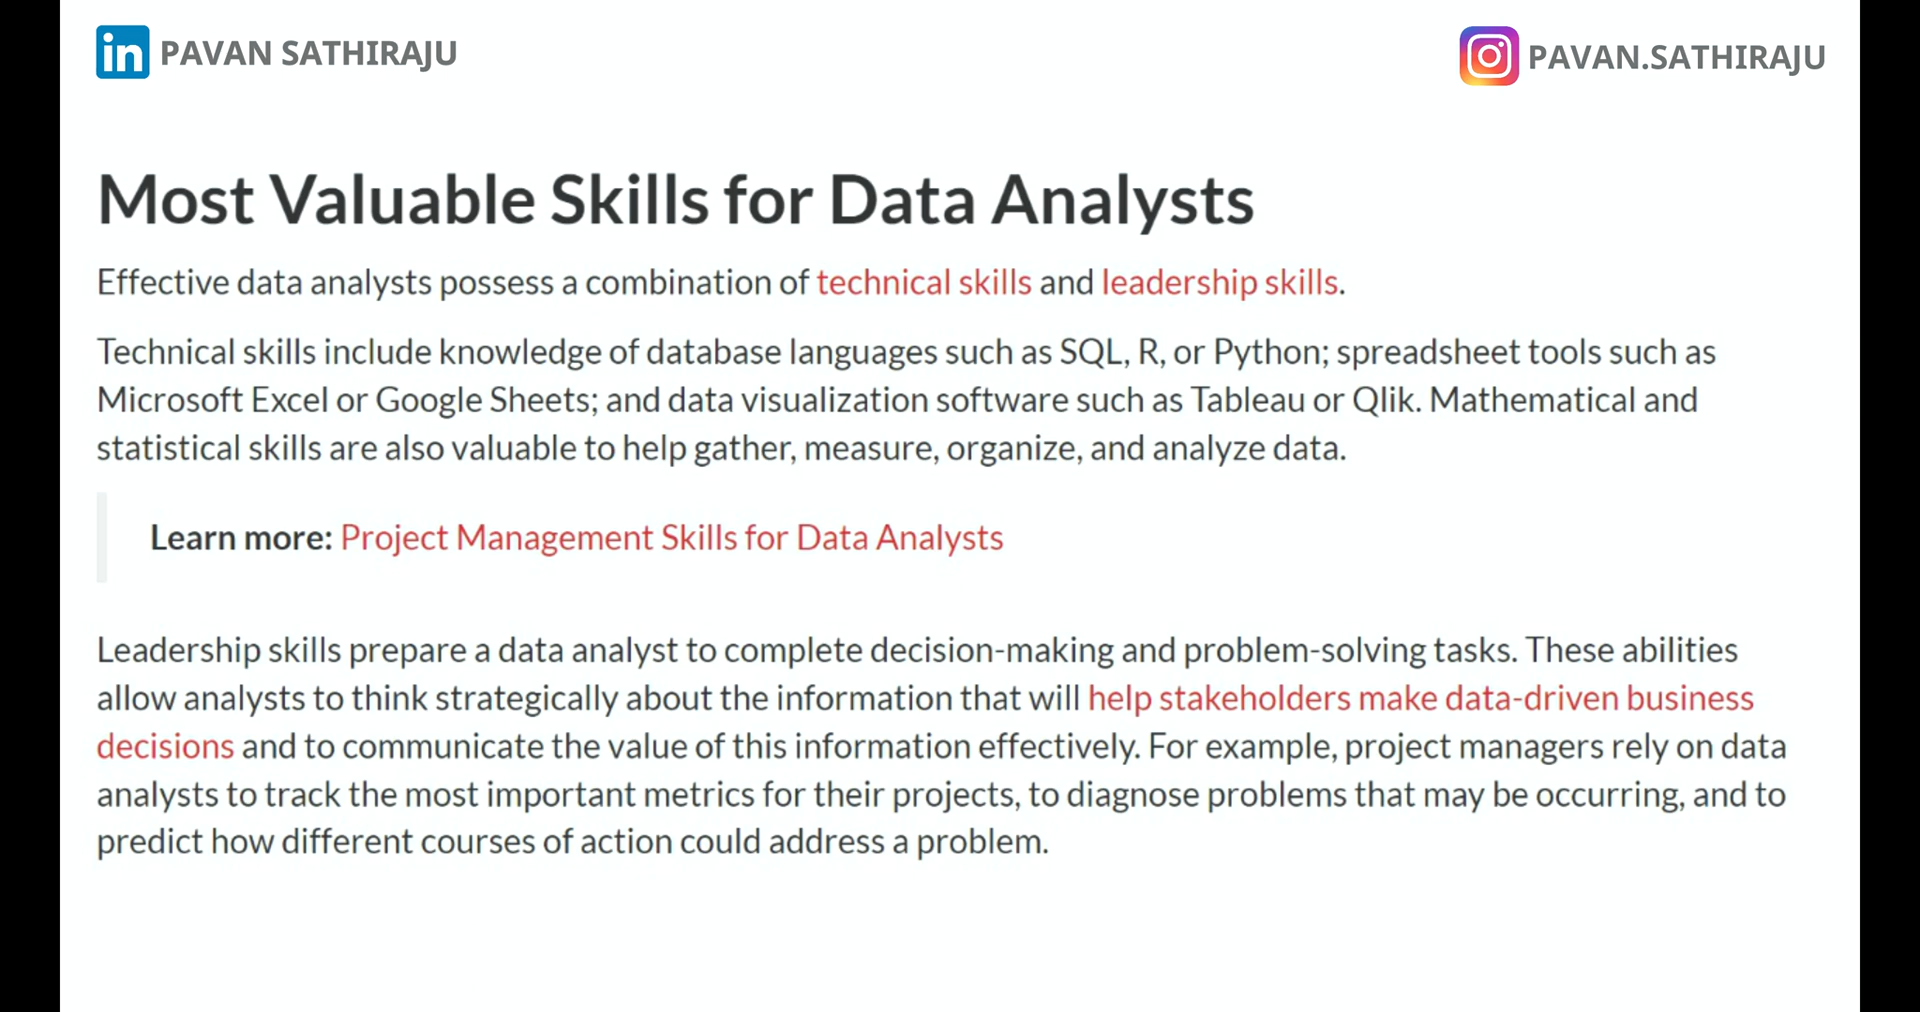 in PAVAN SATHIRAJU
PAVAN.SATHIRAJU
Most Valuable Skills for Data Analysts
Effective data analysts possess a combination of technical skills and leadership skills.
Technical skills include knowledge of database languages such as SQL, R, or Python; spreadsheet tools such as
Microsoft Excel or Google Sheets; and data visualization software such as Tableau or Qlik. Mathematical and
statistical skills are also valuable to help gather, measure, organize, and analyze data.
Learn more: Project Management Skills for Data Analysts
Leadership skills prepare a data analyst to complete decision-making and problem-solving tasks. These abilities
allow analysts to think strategically about the information that will help stakeholders make data-driven business
decisions and to communicate the value of this information effectively. For example, project managers rely on data
analysts to track the most important metrics for their projects, to diagnose problems that may be occurring, and to
predict how different courses of action could address a problem.